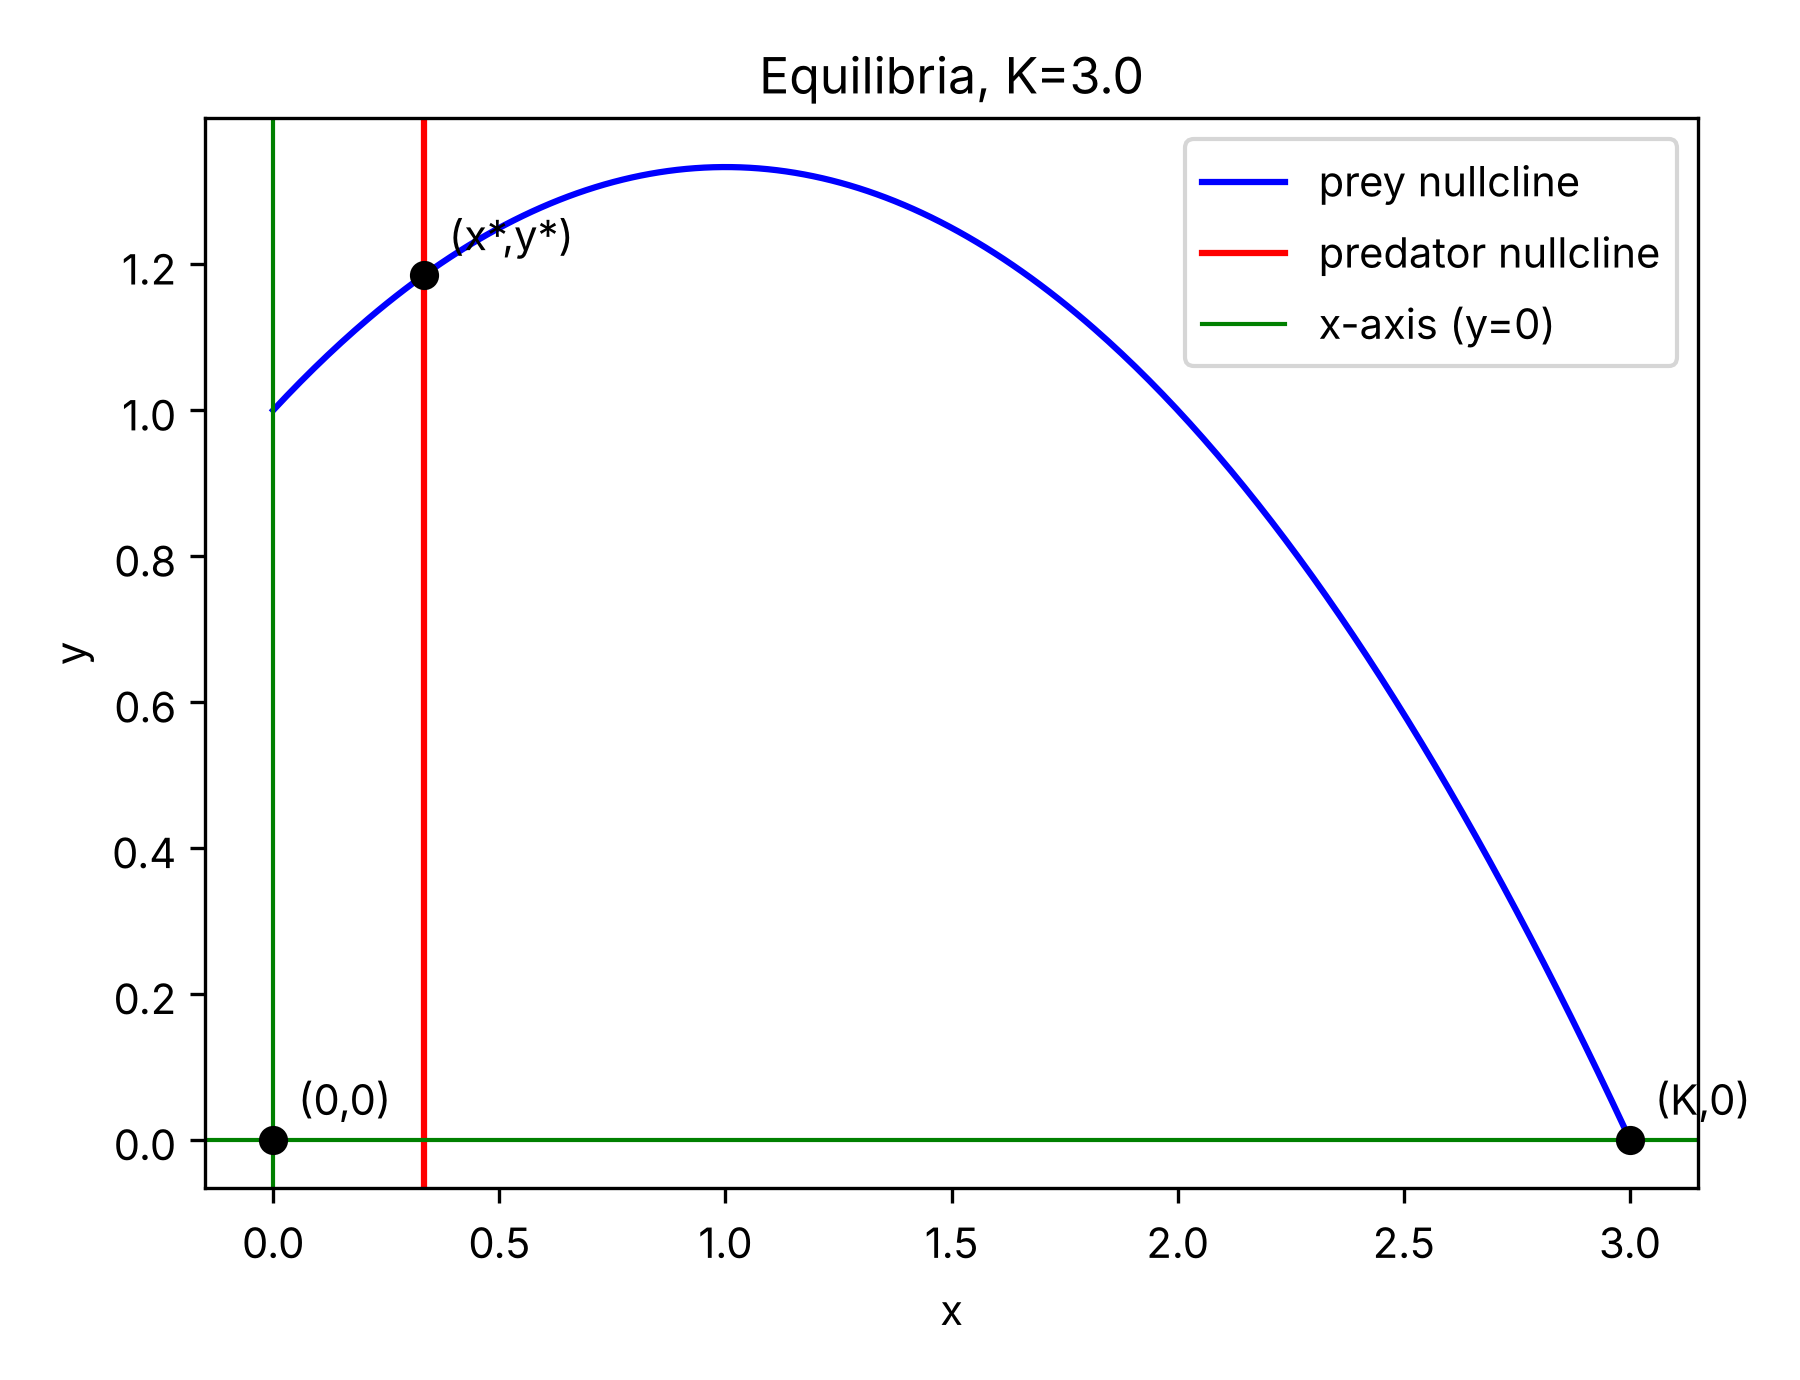 Equilibria, K=3.0
prey nullcline
predator nullcline
x-axis (y=0)
(x*,y*)
(0,0)
(K,0)
y
1.2
1.0
0.8
0.6
0.4
0.2
0.0
0.0 0.5 1.0 1.5 2.0 2.5 3.0
x